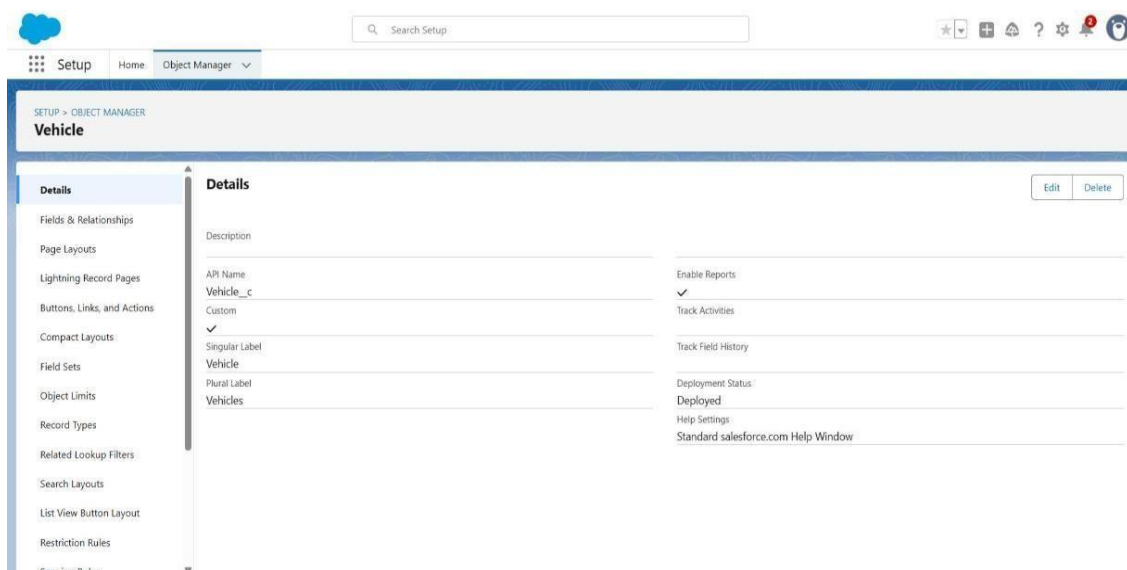 Search Setup
2
Setup Home Object Manager
SETUP > OBJECT MANAGER
Vehicle
Details
Fields & Relationships
Page Layouts
Lightning Record Pages
Buttons, Links, and Actions
Compact Layouts
Field Sets
Object Limits
Record Types
Related Lookup Filters
Search Layouts
List View Button Layout
Restriction Rules
Details
Edit Delete
Description
API Name
Vehicle__c
Custom
Singular Label
Vehicle
Plural Label
Vehicles
Enable Reports
Track Activities
Track Field History
Deployment Status
Deployed
Help Settings
Standard salesforce.com Help Window